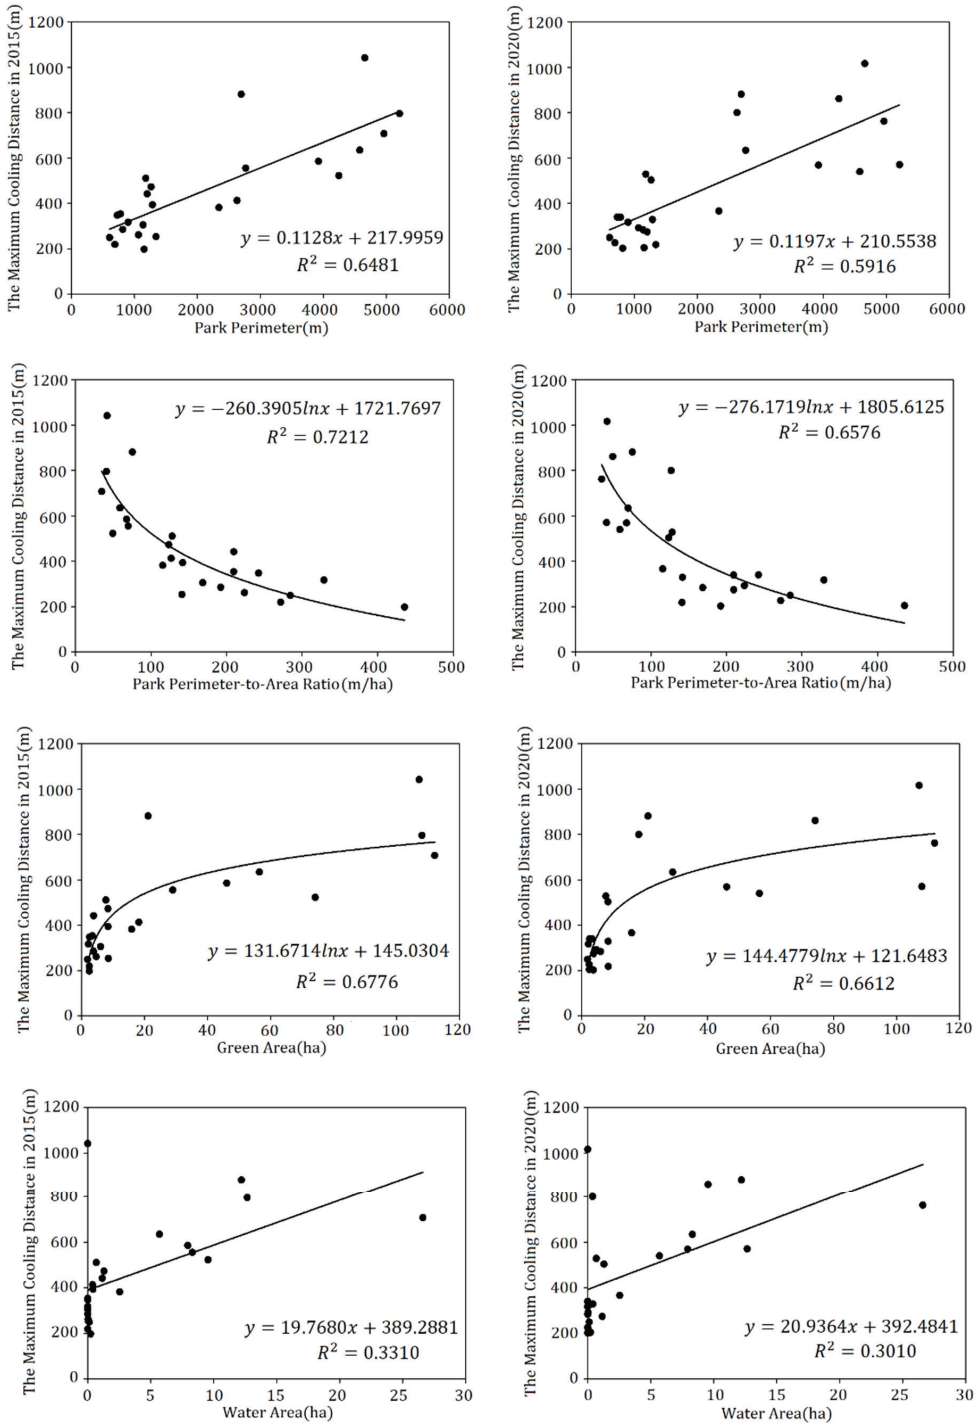 The Maximum Cooling Distance in 2015(m)
1200
1000
800
600
400
200
0
y = 0.1128x + 217.9959
R² = 0.6481
0 1000 2000 3000 4000 5000 6000
Park Perimeter(m)
The Maximum Cooling Distance in 2020(m)
1200
1000
800
600
400
200
0
y = 0.1197x + 210.5538
R² = 0.5916
0 1000 2000 3000 4000 5000 6000
Park Perimeter(m)
The Maximum Cooling Distance in 2015(m)
1200
1000
800
600
400
200
0
y = −260.3905lnx + 1721.7697
R² = 0.7212
0 100 200 300 400 500
Park Perimeter-to-Area Ratio(m/ha)
The Maximum Cooling Distance in 2020(m)
1200
1000
800
600
400
200
0
y = −276.1719lnx + 1805.6125
R² = 0.6576
0 100 200 300 400 500
Park Perimeter-to-Area Ratio(m/ha)
The Maximum Cooling Distance in 2015(m)
1200
1000
800
600
400
200
0
y = 131.6714lnx + 145.0304
R² = 0.6776
0 20 40 60 80 100 120
Green Area(ha)
The Maximum Cooling Distance in 2020(m)
1200
1000
800
600
400
200
0
y = 144.4779lnx + 121.6483
R² = 0.6612
0 20 40 60 80 100 120
Green Area(ha)
The Maximum Cooling Distance in 2015(m)
1200
1000
800
600
400
200
0
y = 19.7680x + 389.2881
R² = 0.3310
0 5 10 15 20 25 30
Water Area(ha)
The Maximum Cooling Distance in 2020(m)
1200
1000
800
600
400
200
0
y = 20.9364x + 392.4841
R² = 0.3010
0 5 10 15 20 25 30
Water Area(ha)